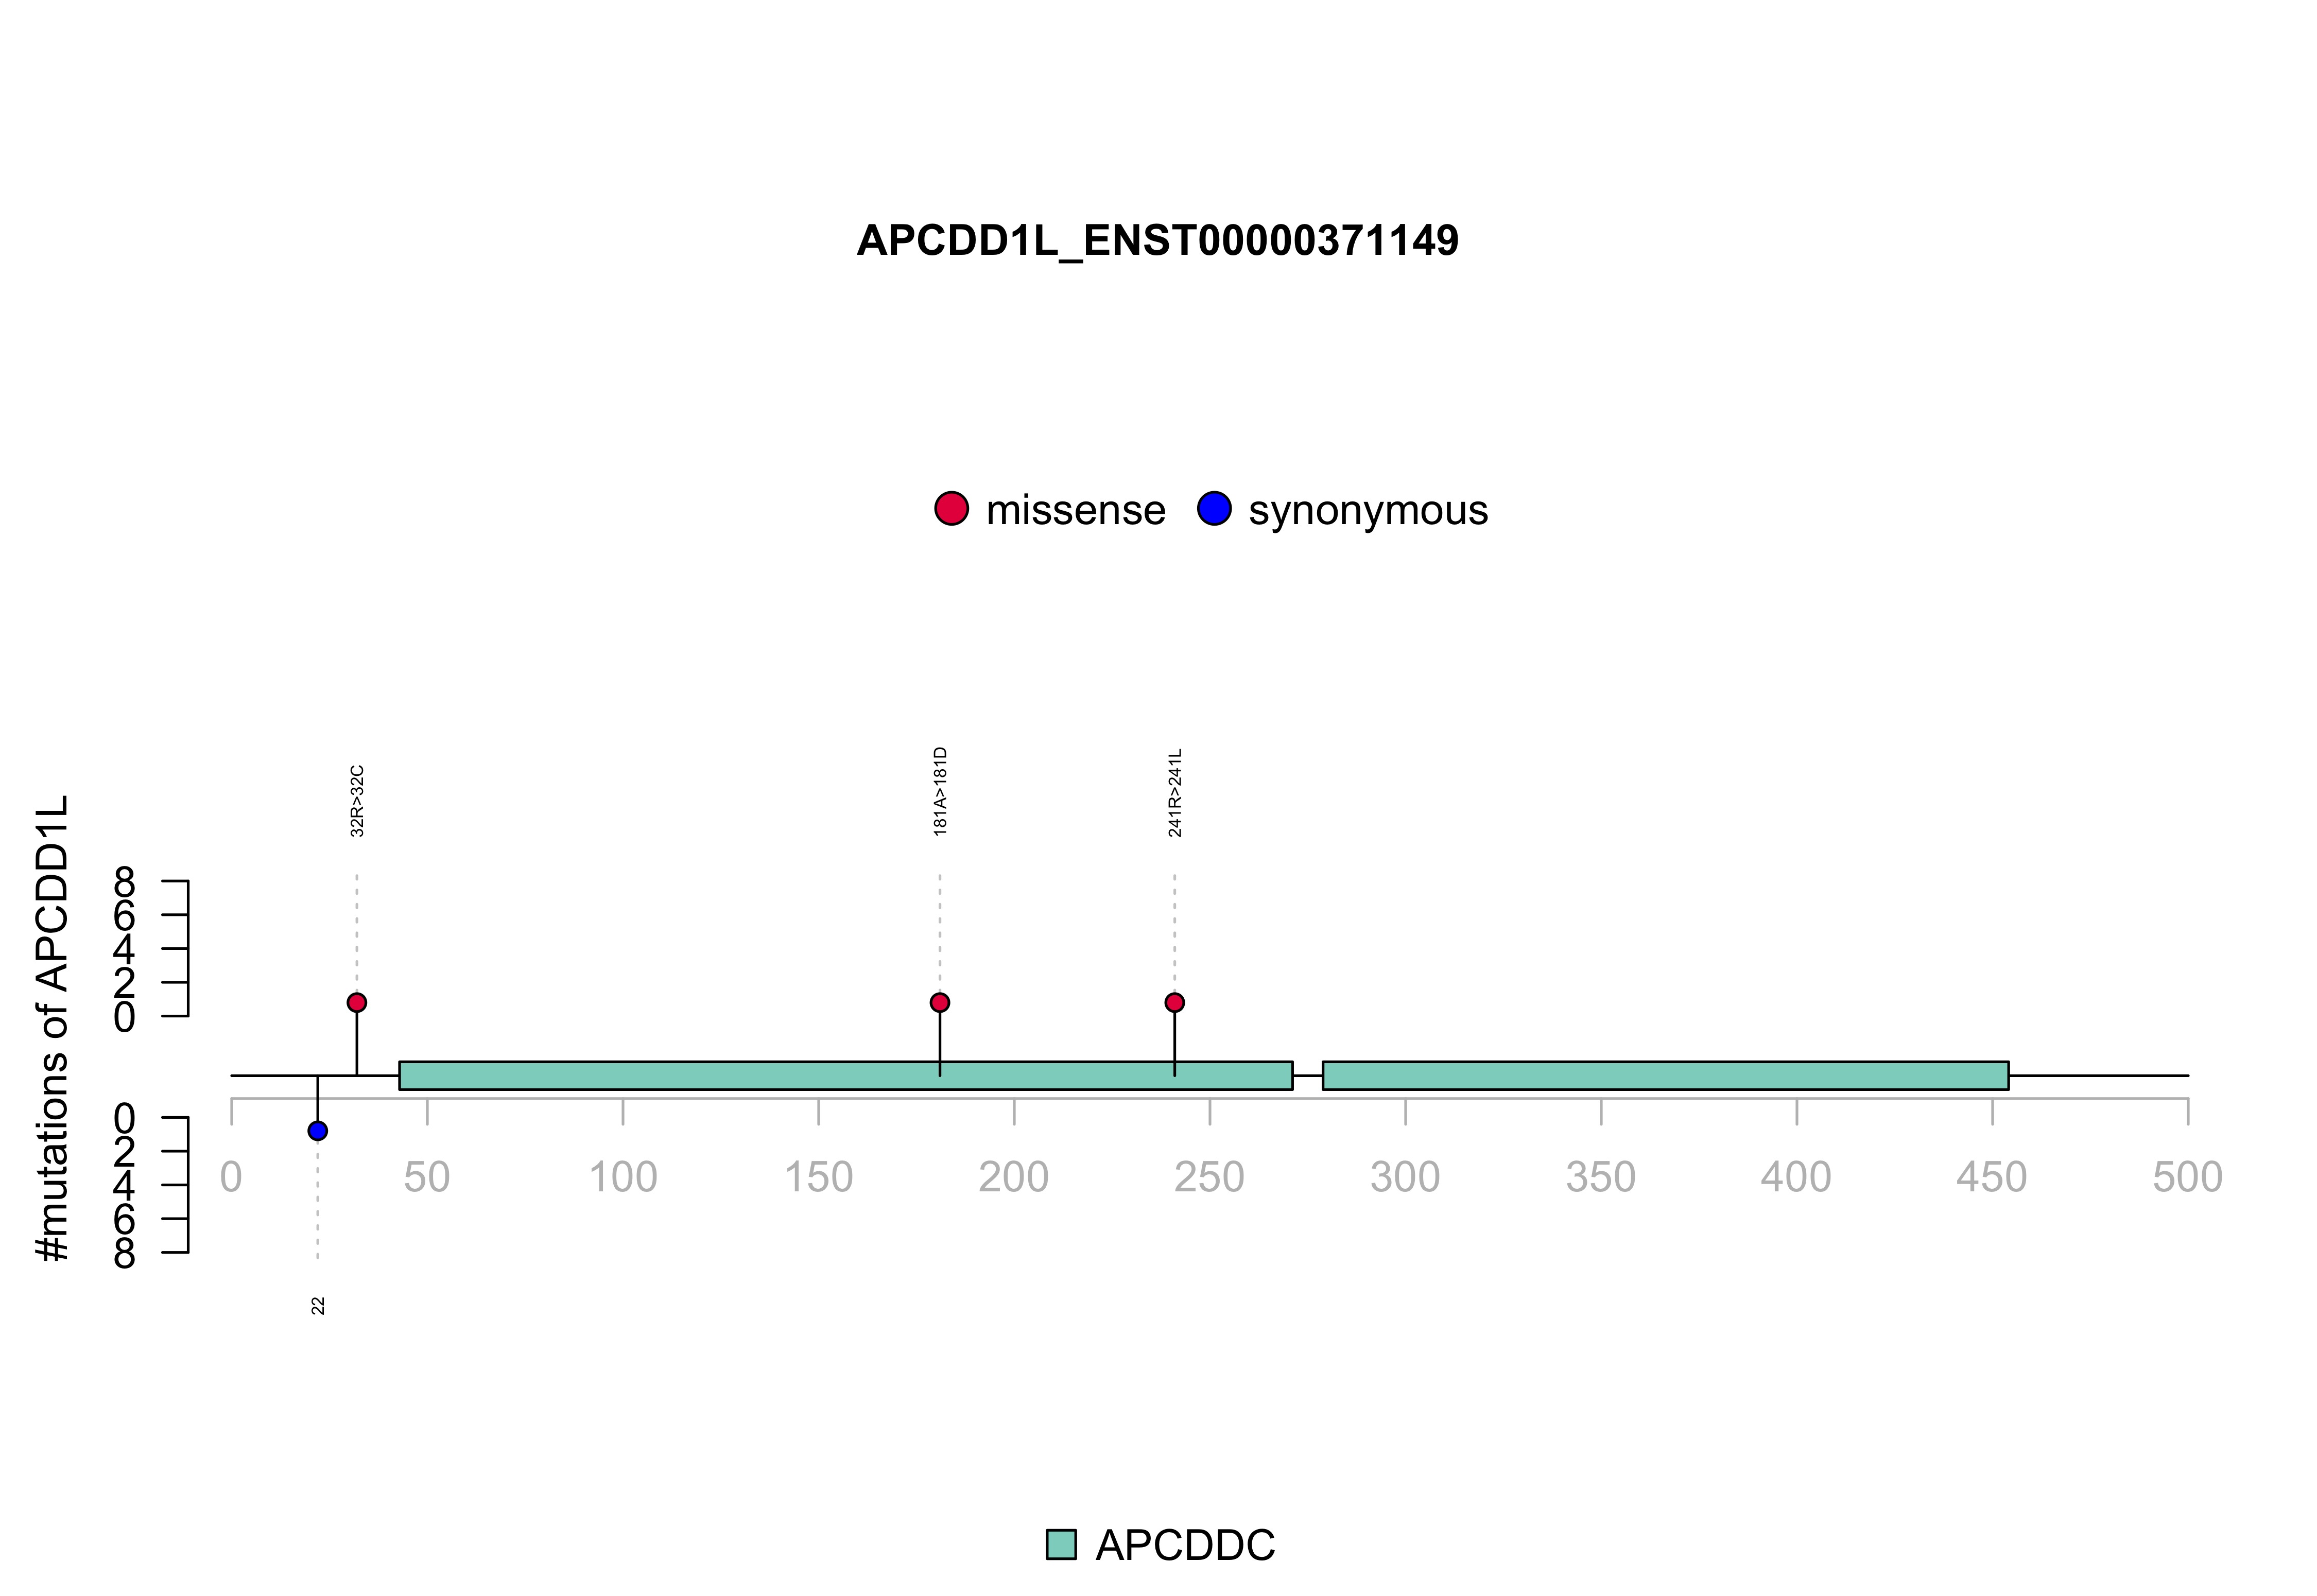 APCDD1L_ENST00000371149
missense synonymous
32R>32C 181A>181D 241R>241L
#mutations of APCDD1L
8
6
4
2
0
0
2
4
6
8
0 50 100 150 200 250 300 350 400 450 500
22
APCDDC